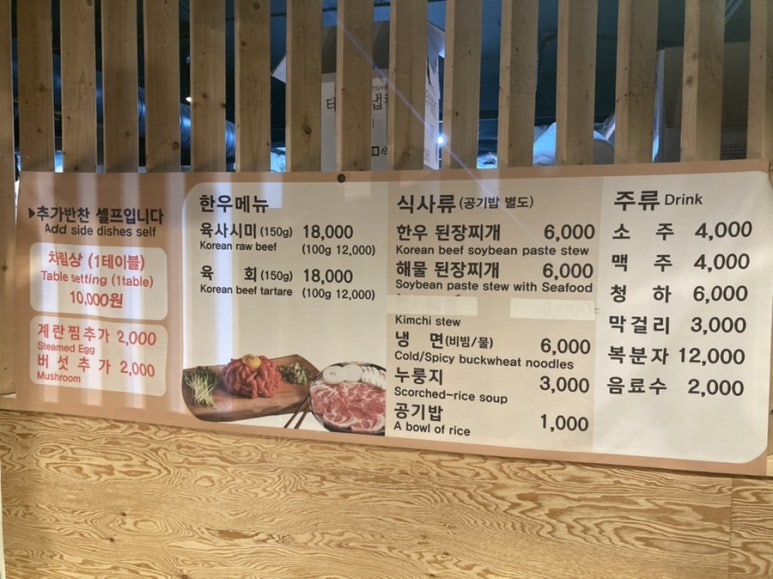 ▶추가반찬 셀프입니다
Add side dishes self
차림상 (1테이블)
Table setting (1table)
10,000원
계란찜추가 2,000
Steamed Egg
버섯추가 2,000
Mushroom
한우메뉴
육사시미 (150g) 18,000
Korean raw beef (100g 12,000)
육 회 (150g) 18,000
Korean beef tartare (100g 12,000)
식사류 (공기밥 별도)
한우 된장찌개 6,000
Korean beef soybean paste stew
해물 된장찌개 6,000
Soybean paste stew with Seafood
Kimchi stew
냉 면(비빔/물) 6,000
Cold/Spicy buckwheat noodles
누룽지 3,000
Scorched-rice soup
공기밥 1,000
A bowl of rice
주류 Drink
소 주 4,000
맥 주 4,000
청 하 6,000
막걸리 3,000
복분자 12,000
음료수 2,000